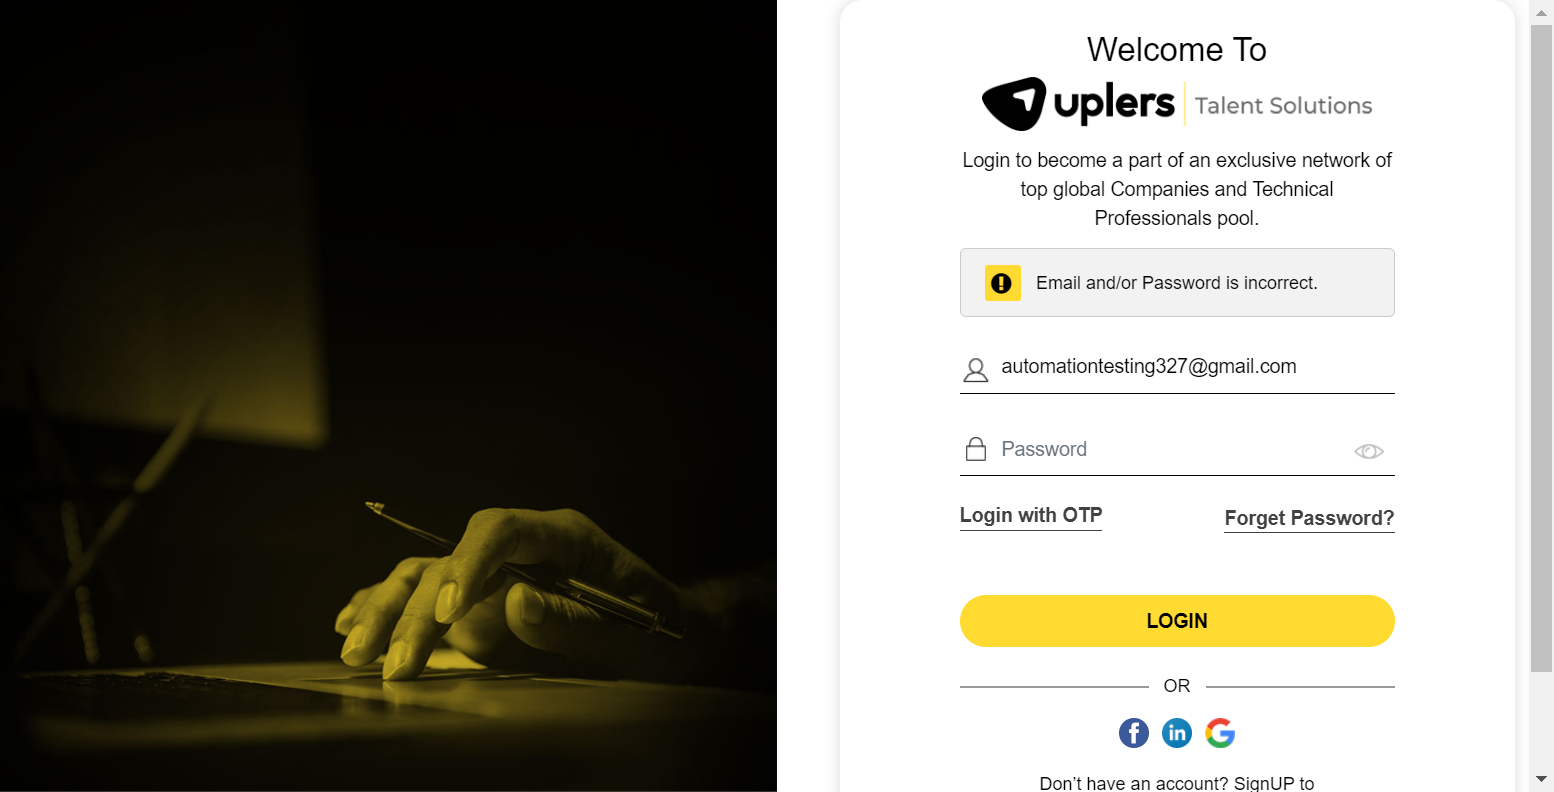 Welcome To
uplers Talent Solutions
Login to become a part of an exclusive network of
top global Companies and Technical
Professionals pool.
Email and/or Password is incorrect.
automationtesting327@gmail.com
Password
Login with OTP
Forget Password?
LOGIN
OR
f in G
Don't have an account? SignUP to